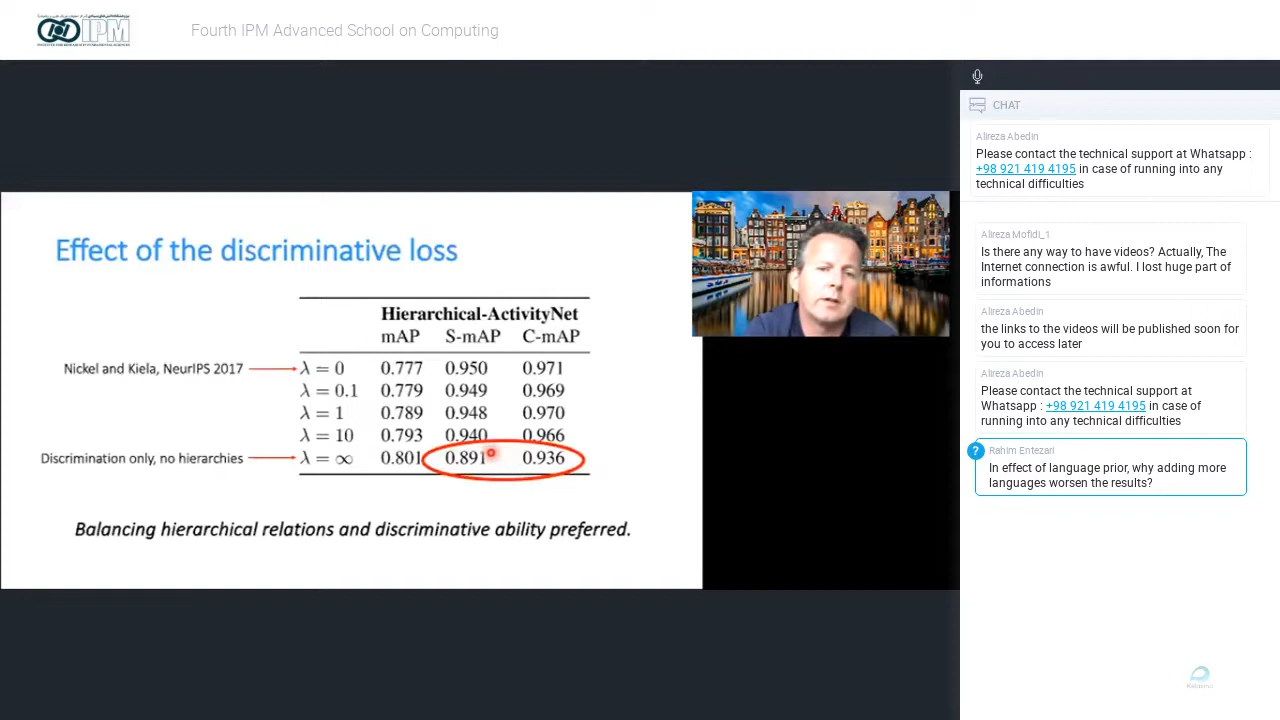 IPM
Fourth IPM Advanced School on Computing
Effect of the discriminative loss
Hierarchical-ActivityNet
mAP S-mAP C-mAP
Nickel and Kiela, NeurIPS 2017 λ = 0 0.777 0.950 0.971
λ = 0.1 0.779 0.949 0.969
λ = 1 0.789 0.948 0.970
λ = 10 0.793 0.940 0.966
Discrimination only, no hierarchies λ = ∞ 0.801 0.891 0.936
Balancing hierarchical relations and discriminative ability preferred.
CHAT
Alireza Abedin
Please contact the technical support at Whatsapp :
+98 921 419 4195 in case of running into any
technical difficulties
Alireza Mofidi_1
Is there any way to have videos? Actually, The
Internet connection is awful. I lost huge part of
informations
Alireza Abedin
the links to the videos will be published soon for
you to access later
Alireza Abedin
Please contact the technical support at
Whatsapp : +98 921 419 4195 in case of
running into any technical difficulties
?
Rahim Entezari
In effect of language prior, why adding more
languages worsen the results?